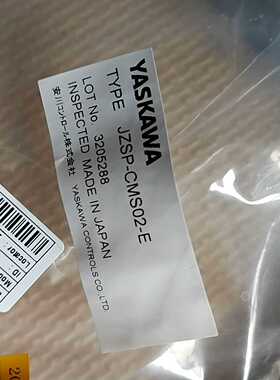 YASKAWA
TYPE JZSP-CMS02-E
LOT No. 3205288
INSPECTED MADE IN JAPAN
安川コントロール株式会社
YASKAWA CONTROLS CO., LTD
ID